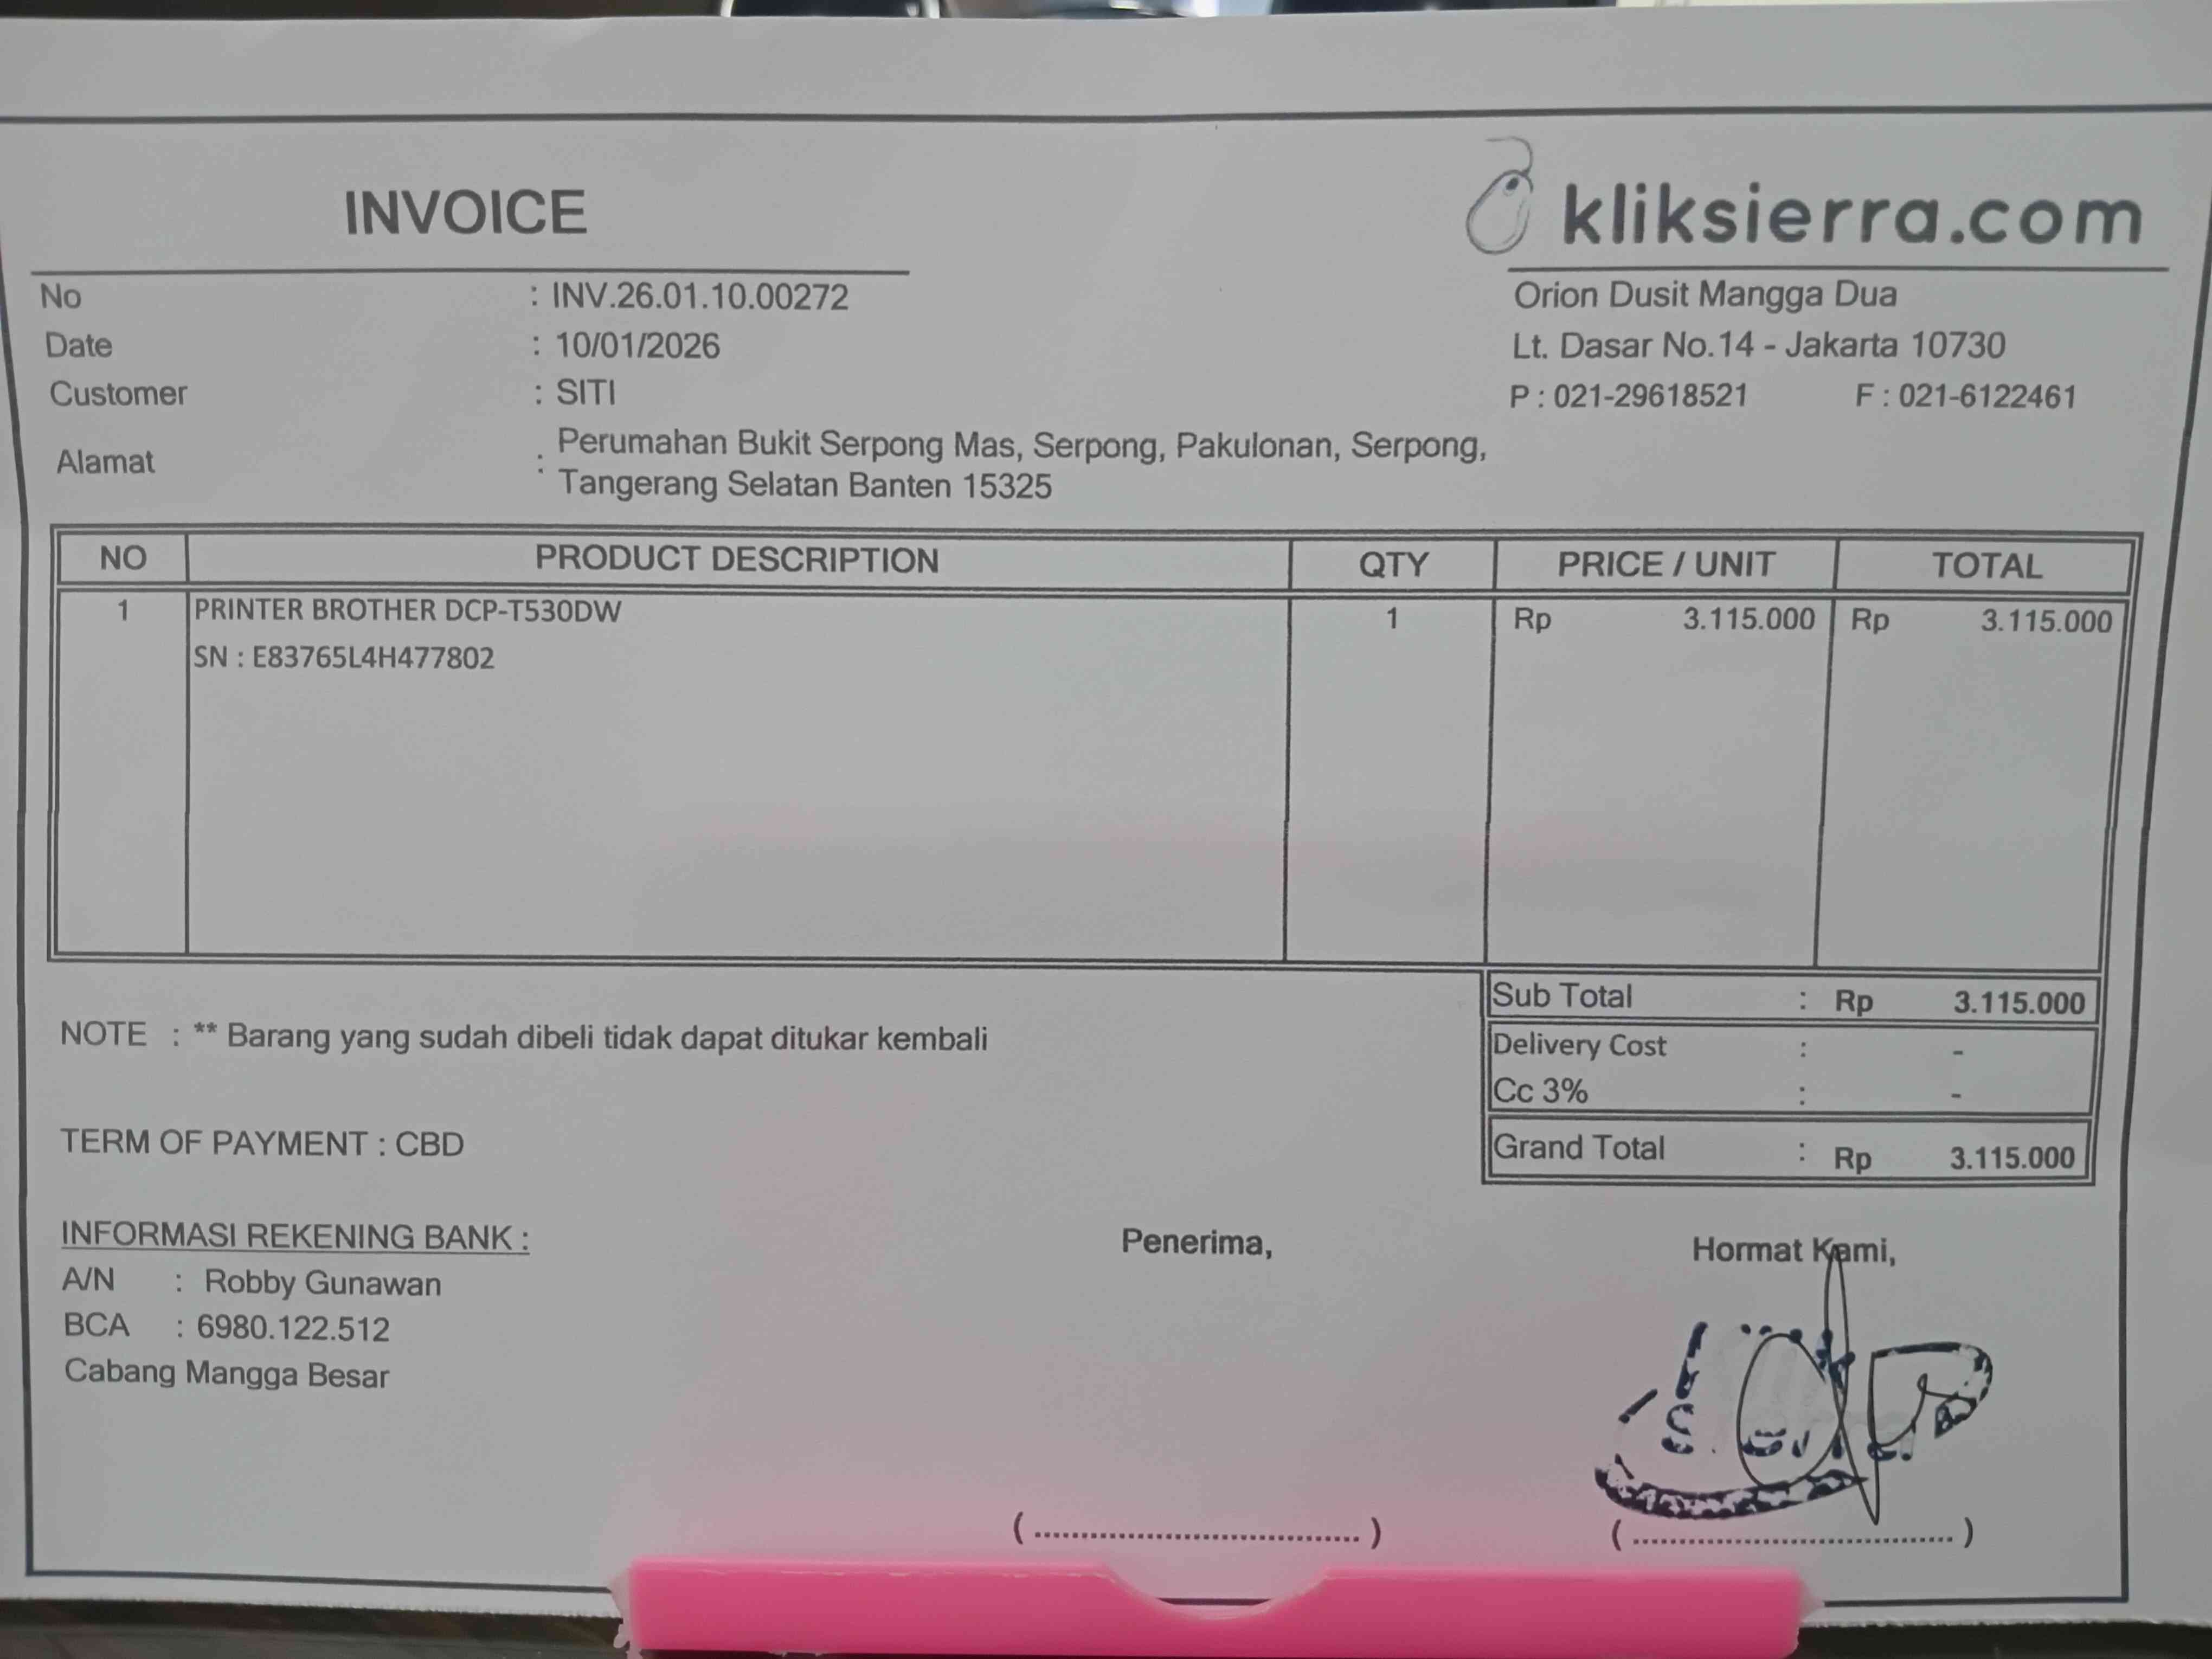 INVOICE
kliksierra.com
No : INV.26.01.10.00272
Date : 10/01/2026
Customer : SITI
Alamat : Perumahan Bukit Serpong Mas, Serpong, Pakulonan, Serpong,
Tangerang Selatan Banten 15325
Orion Dusit Mangga Dua
Lt. Dasar No.14 - Jakarta 10730
P : 021-29618521 F : 021-6122461
NO PRODUCT DESCRIPTION QTY PRICE / UNIT TOTAL
1 PRINTER BROTHER DCP-T530DW 1 Rp 3.115.000 Rp 3.115.000
SN : E83765L4H477802
Sub Total : Rp 3.115.000
Delivery Cost : -
Cc 3% : -
Grand Total : Rp 3.115.000
NOTE : ** Barang yang sudah dibeli tidak dapat ditukar kembali
TERM OF PAYMENT : CBD
INFORMASI REKENING BANK :
A/N : Robby Gunawan
BCA : 6980.122.512
Cabang Mangga Besar
Penerima,
Hormat Kami,
( .................................. )
( .................................. )